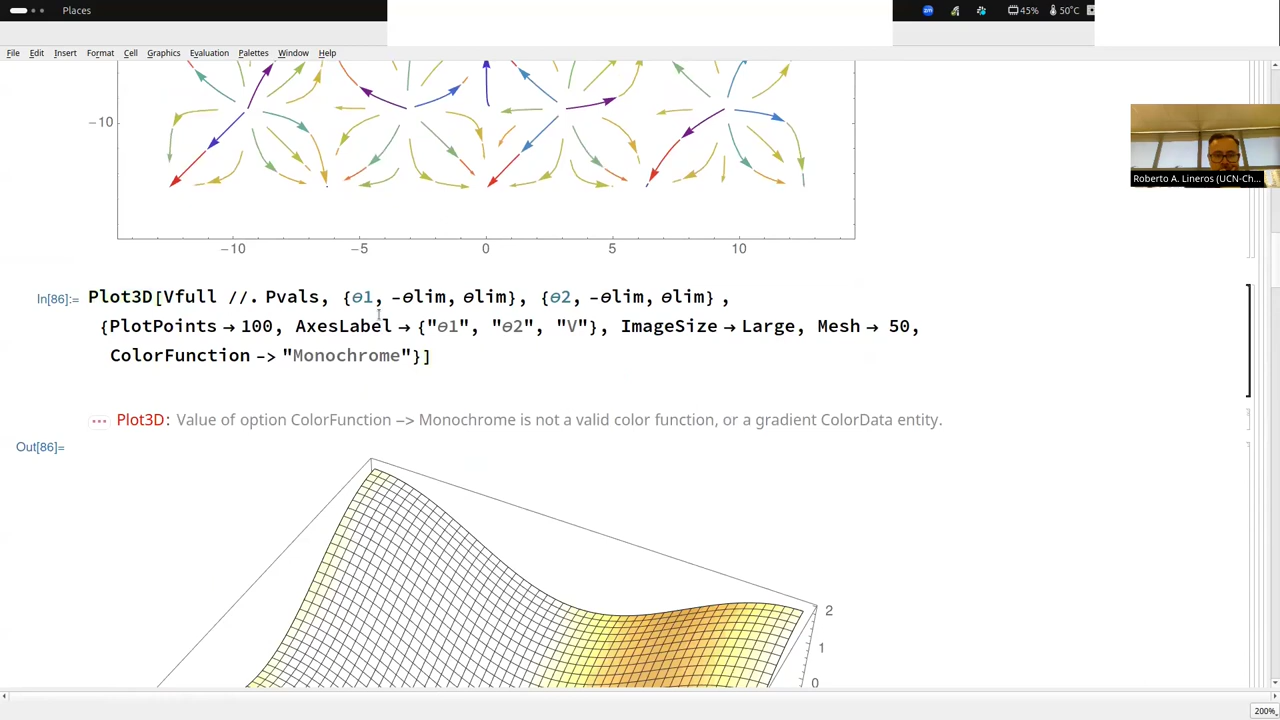 Places
45%
50°C
File Edit Insert Format Cell Graphics Evaluation Palettes Window Help
-10
-10 -5 0 5 10
Roberto A. Lineros (UCN-Ch...
In[86]:= Plot3D[Vfull //. Pvals, {θ1, -θlim, θlim}, {θ2, -θlim, θlim} ,
{PlotPoints → 100, AxesLabel → {"θ1", "θ2", "V"}, ImageSize → Large, Mesh → 50,
ColorFunction -> "Monochrome"}]
... Plot3D: Value of option ColorFunction -> Monochrome is not a valid color function, or a gradient ColorData entity.
Out[86]=
2
1
0
200%